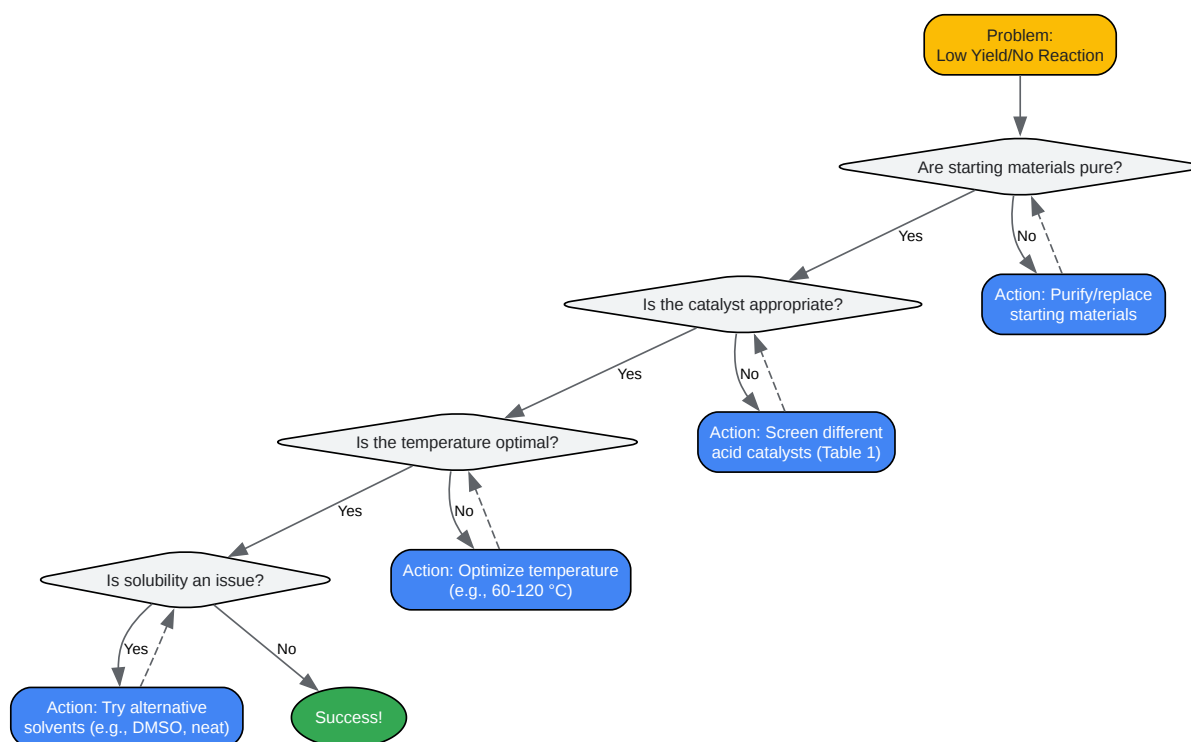 Problem:
Low Yield/No Reaction
Are starting materials pure?
Yes
No
Action: Purify/replace
starting materials
Is the catalyst appropriate?
Yes
No
Action: Screen different
acid catalysts (Table 1)
Is the temperature optimal?
Yes
No
Action: Optimize temperature
(e.g., 60-120 °C)
Is solubility an issue?
Yes
No
Action: Try alternative
solvents (e.g., DMSO, neat)
Success!